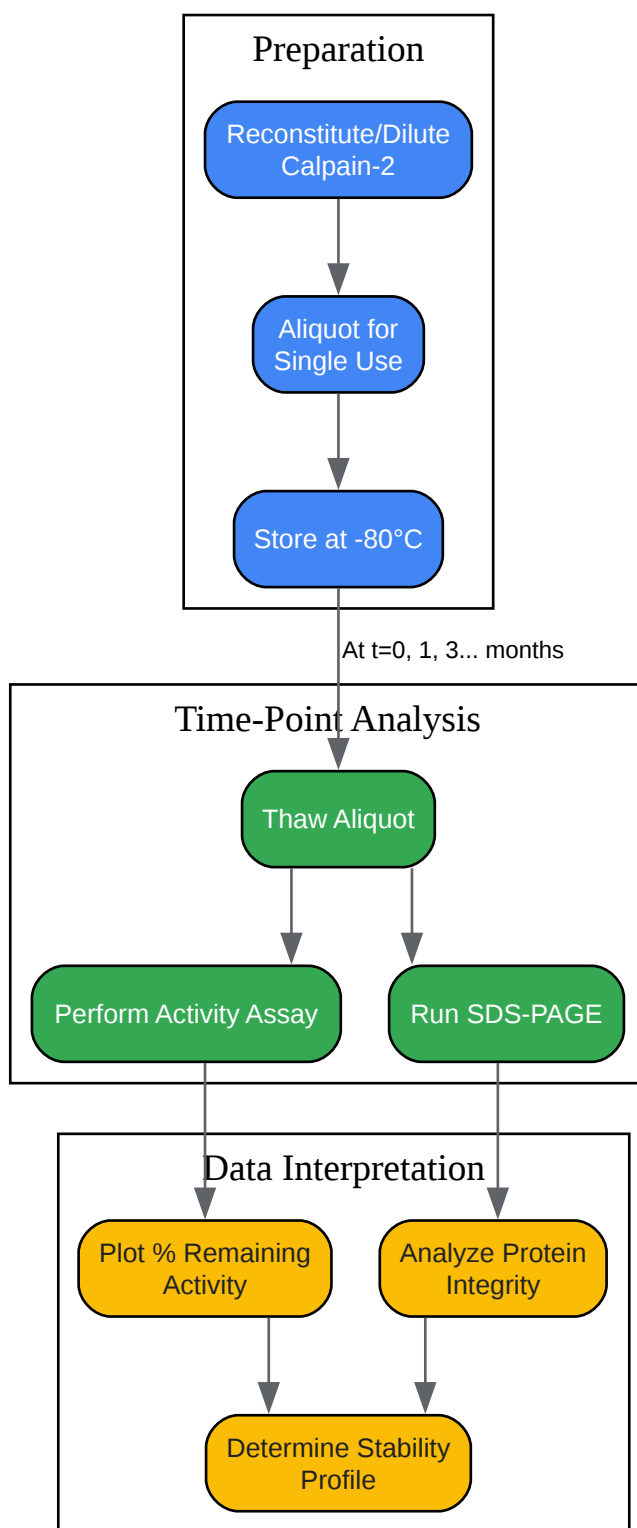 Preparation
Reconstitute/Dilute
Calpain-2
Aliquot for
Single Use
Store at -80°C
At t=0, 1, 3... months
Time-Point Analysis
Thaw Aliquot
Perform Activity Assay
Run SDS-PAGE
Data Interpretation
Plot % Remaining
Activity
Analyze Protein
Integrity
Determine Stability
Profile